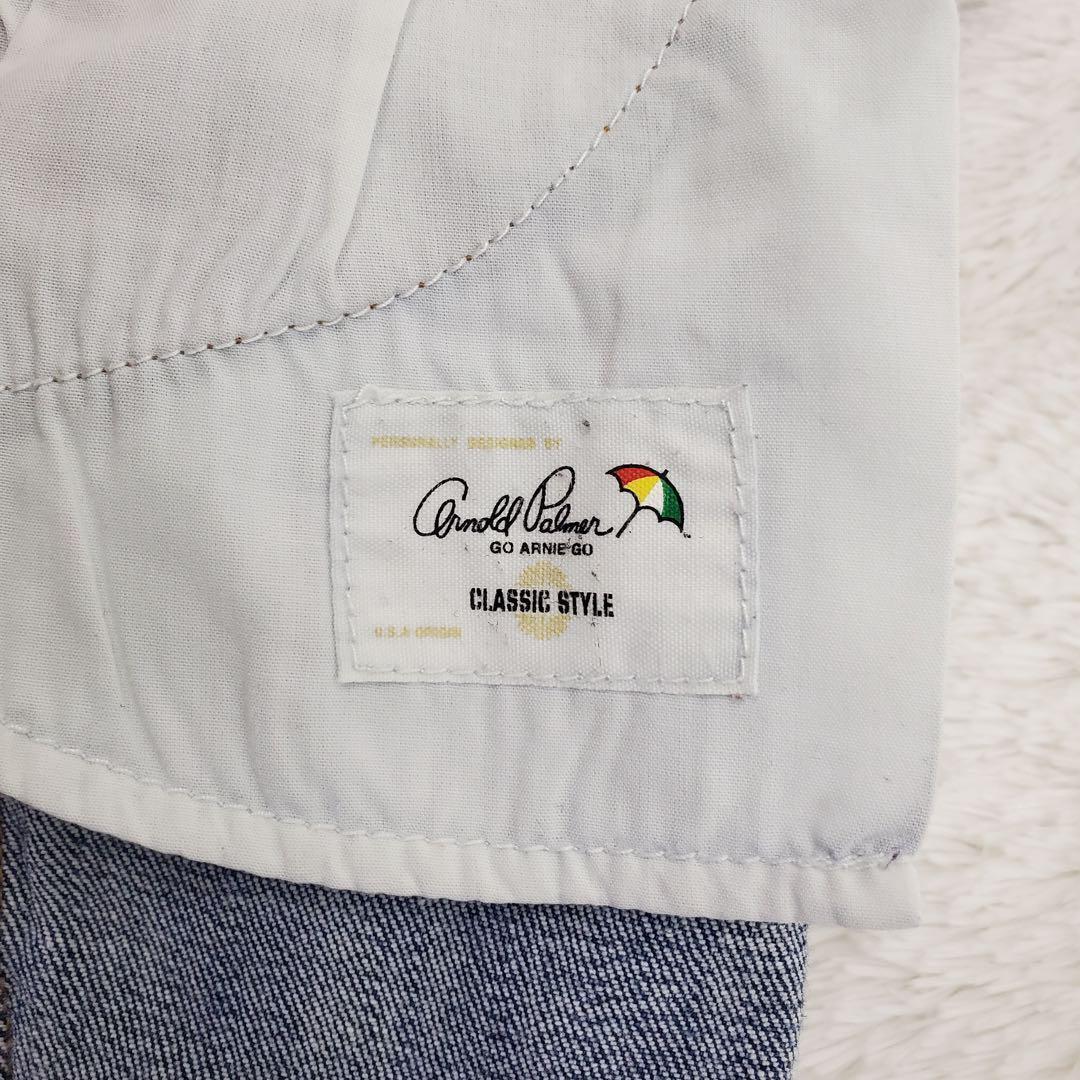 PERSONALLY DESIGNED BY
Arnold Palmer
GO ARNIE GO
CLASSIC STYLE
U.S.A ORIGIN